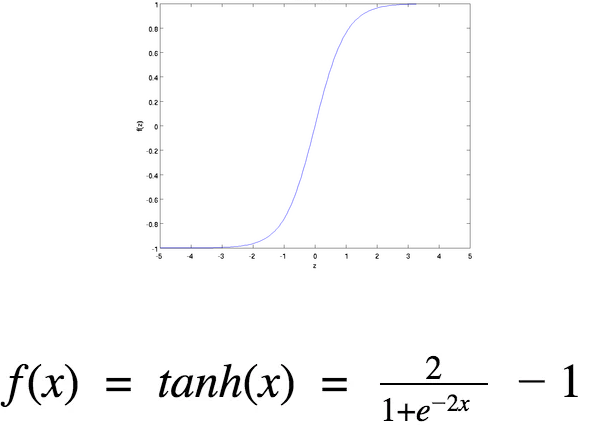 1
0.8
0.6
0.4
0.2
0
-0.2
-0.4
-0.6
-0.8
-1
f(z)
-5 -4 -3 -2 -1 0 1 2 3 4 5
z
f(x) = tanh(x) = 2/(1+e^{-2x}) − 1